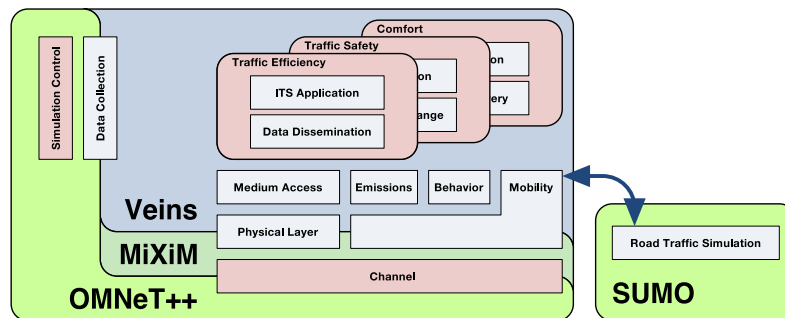 Comfort
Traffic Safety
Traffic Efficiency
ITS Application
Data Dissemination
Simulation Control
Data Collection
Medium Access
Emissions
Behavior
Mobility
Veins
Physical Layer
MiXiM
Channel
OMNeT++
Road Traffic Simulation
SUMO